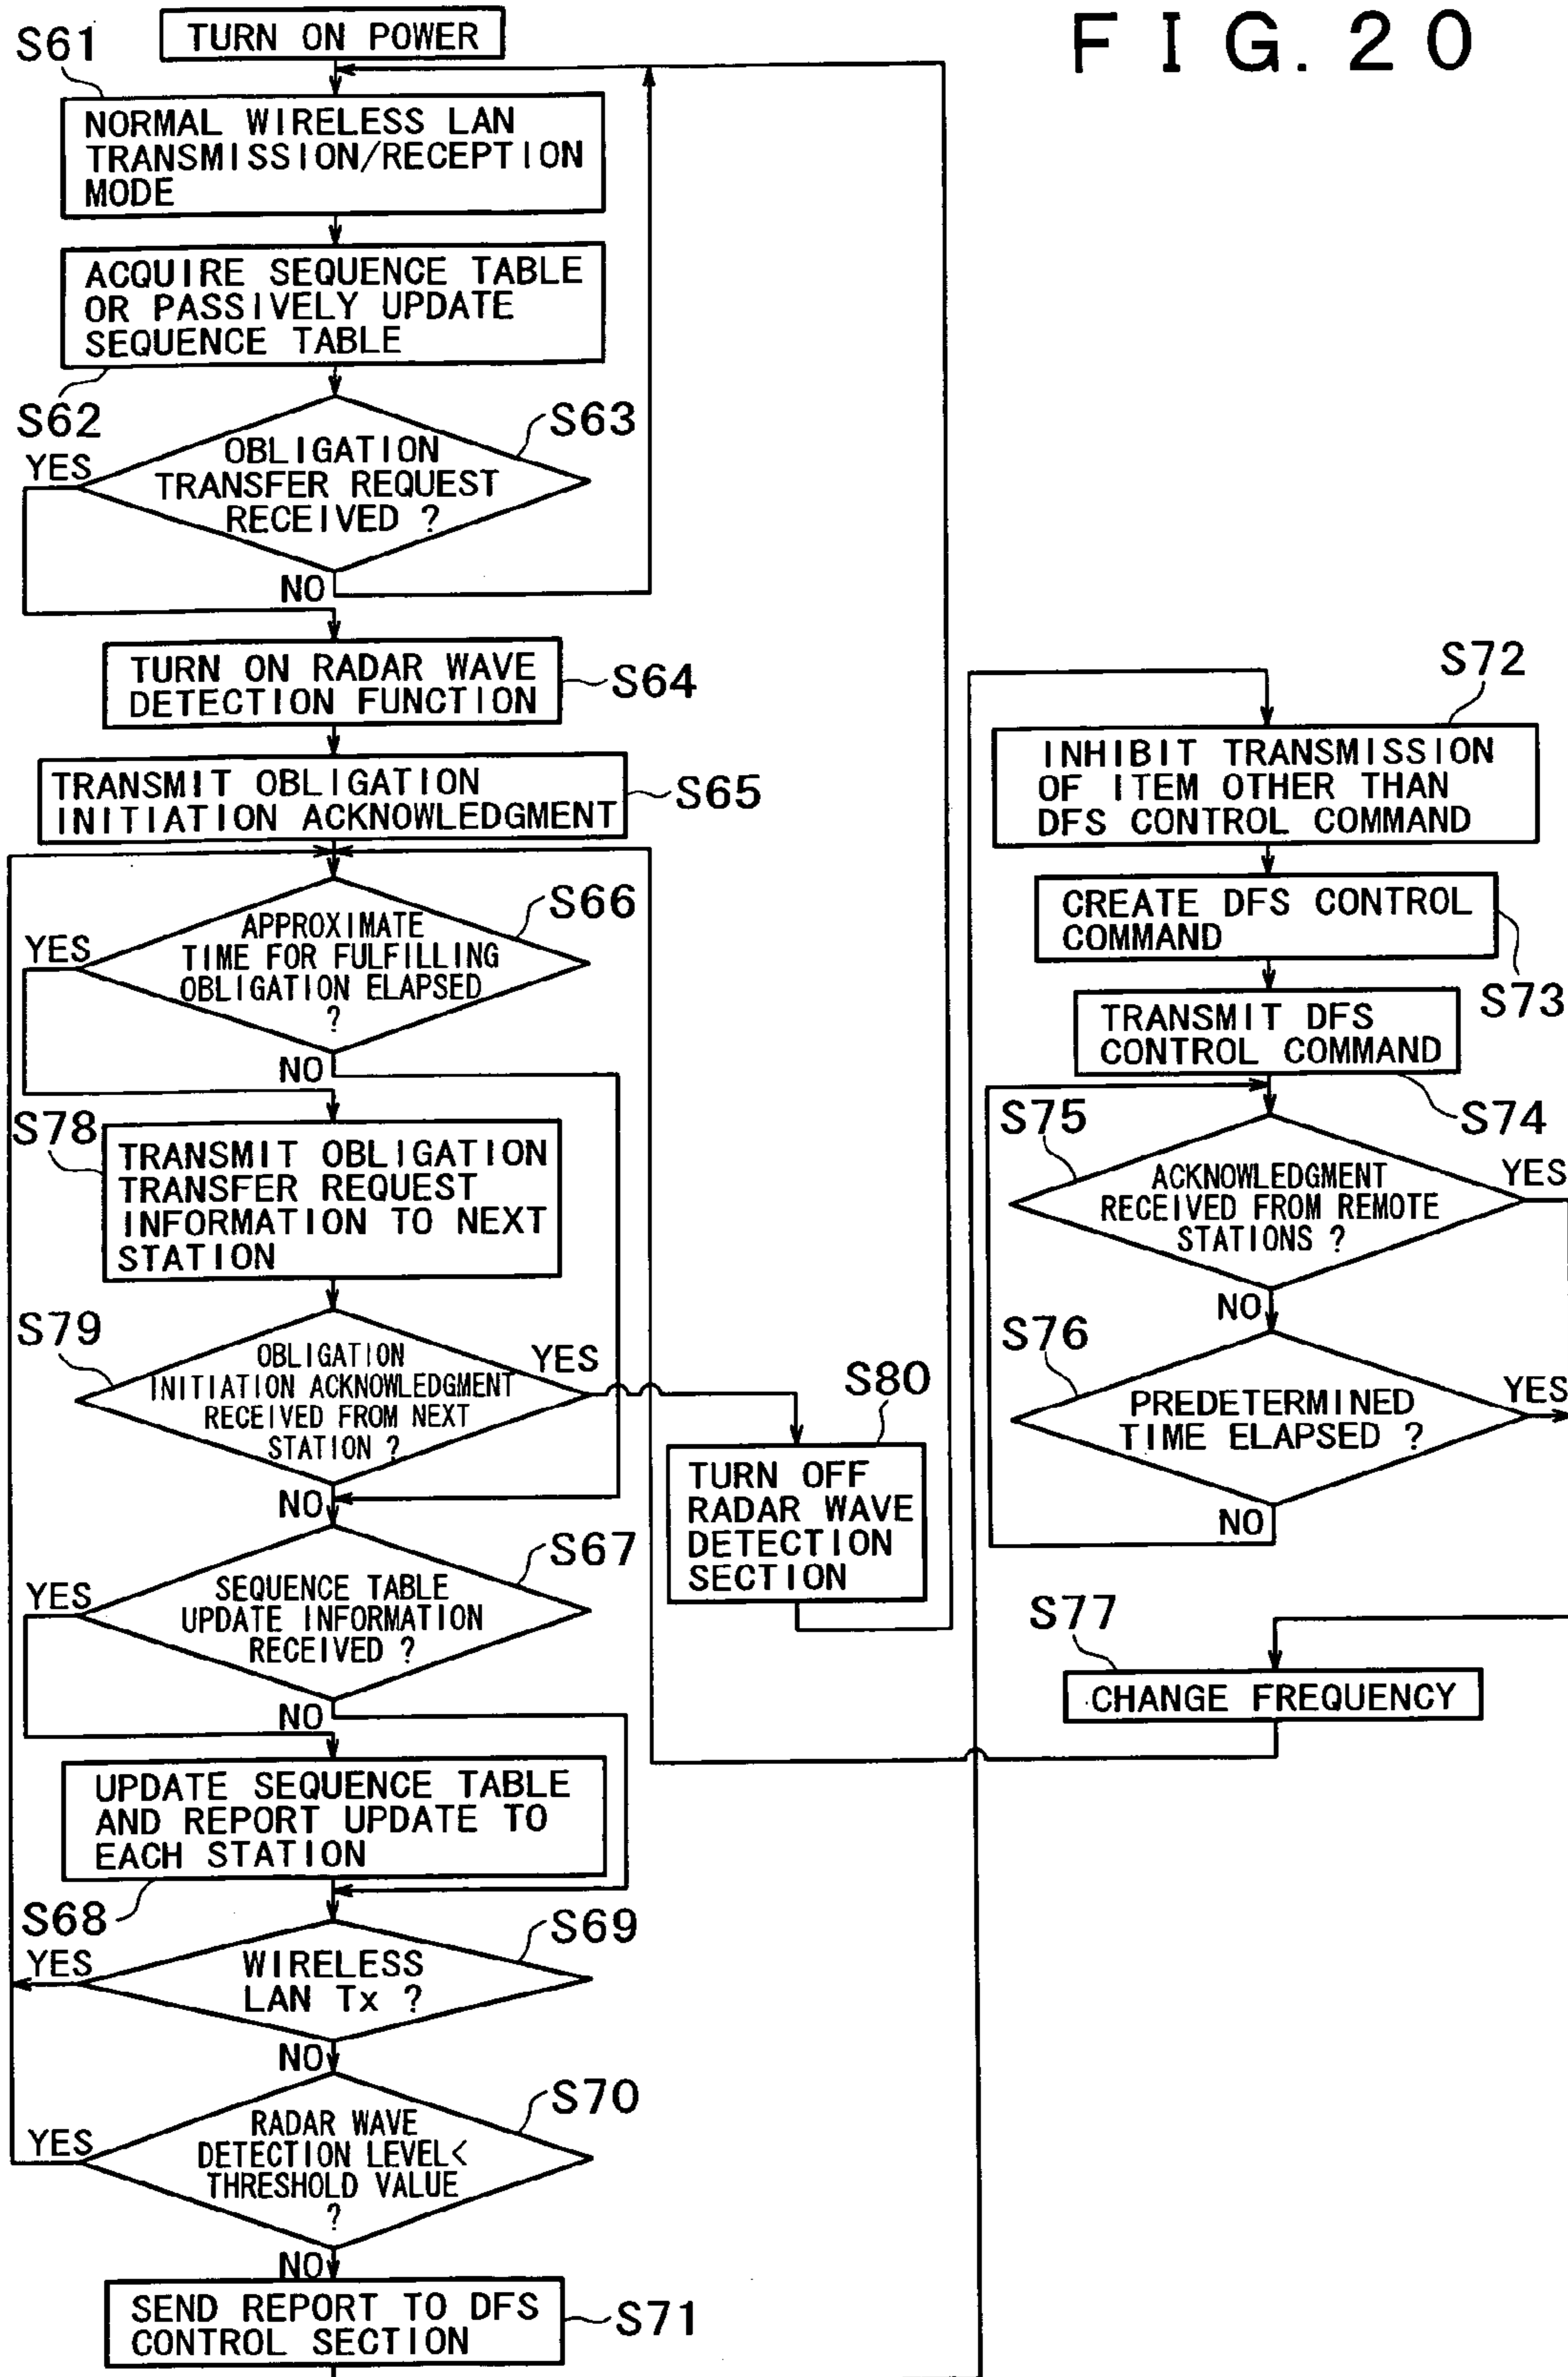 FIG. 20
TURN ON POWER
S61
NORMAL WIRELESS LAN
TRANSMISSION/RECEPTION
MODE
ACQUIRE SEQUENCE TABLE
OR PASSIVELY UPDATE
SEQUENCE TABLE
S62
S63
OBLIGATION
TRANSFER REQUEST
RECEIVED ?
YES
NO
TURN ON RADAR WAVE
DETECTION FUNCTION
S64
TRANSMIT OBLIGATION
INITIATION ACKNOWLEDGMENT
S65
S66
APPROXIMATE
TIME FOR FULFILLING
OBLIGATION ELAPSED
?
YES
NO
S78
TRANSMIT OBLIGATION
TRANSFER REQUEST
INFORMATION TO NEXT
STATION
S79
OBLIGATION
INITIATION ACKNOWLEDGMENT
RECEIVED FROM NEXT
STATION ?
YES
NO
S80
TURN OFF
RADAR WAVE
DETECTION
SECTION
S67
SEQUENCE TABLE
UPDATE INFORMATION
RECEIVED ?
YES
NO
UPDATE SEQUENCE TABLE
AND REPORT UPDATE TO
EACH STATION
S68
S69
WIRELESS
LAN Tx ?
YES
NO
S70
RADAR WAVE
DETECTION LEVEL<
THRESHOLD VALUE
?
YES
NO
SEND REPORT TO DFS
CONTROL SECTION
S71
S72
INHIBIT TRANSMISSION
OF ITEM OTHER THAN
DFS CONTROL COMMAND
CREATE DFS CONTROL
COMMAND
S73
TRANSMIT DFS
CONTROL COMMAND
S74
S75
ACKNOWLEDGMENT
RECEIVED FROM REMOTE
STATIONS ?
YES
NO
S76
PREDETERMINED
TIME ELAPSED ?
YES
NO
S77
CHANGE FREQUENCY